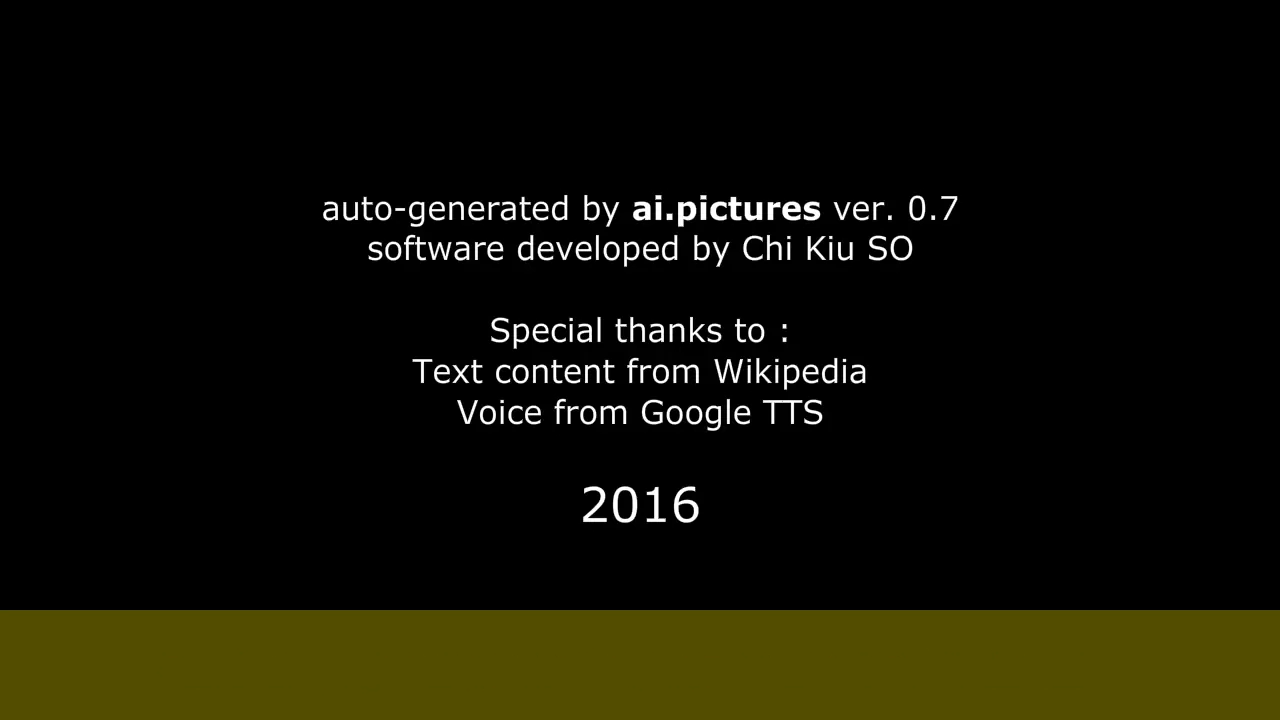 auto-generated by ai.pictures ver. 0.7
software developed by Chi Kiu SO
Special thanks to :
Text content from Wikipedia
Voice from Google TTS
2016